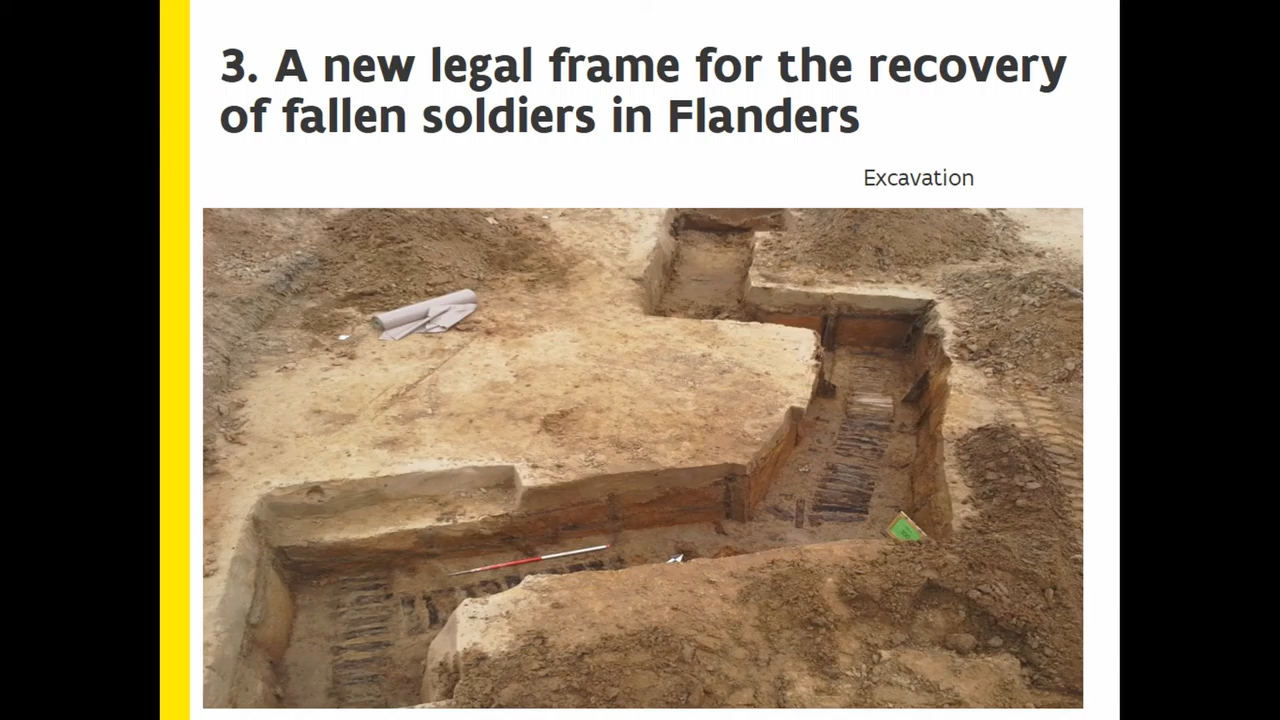 3. A new legal frame for the recovery
of fallen soldiers in Flanders
Excavation